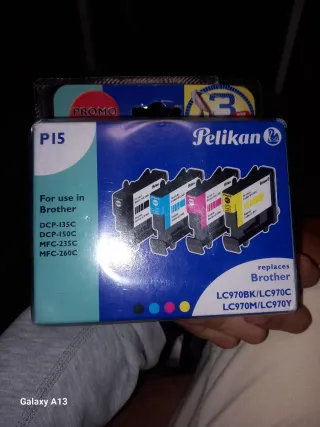 PROMO
3
P15
Pelikan
For use in
Brother
DCP-135C
DCP-150C
MFC-235C
MFC-260C
replaces
Brother
LC970BK/LC970C
LC970M/LC970Y
Galaxy A13